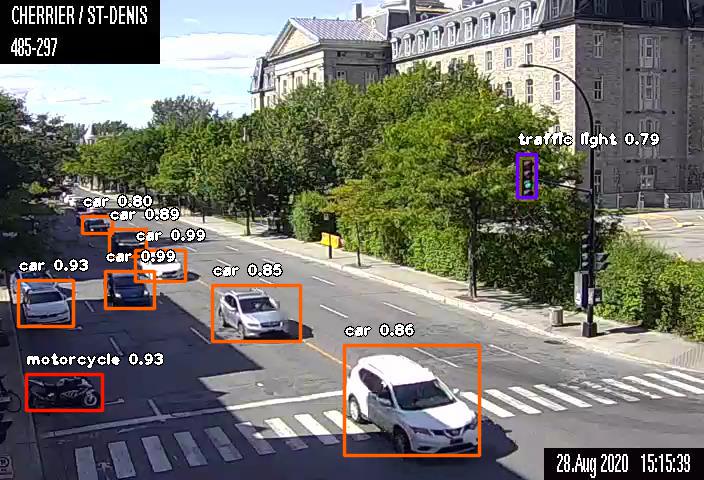 CHERRIER / ST-DENIS
485-297
traffic light 0.79
car 0.80
car 0.89
car 0.99
car 0.99
car 0.93
car 0.85
car 0.86
motorcycle 0.93
28.Aug 2020 15:15:39